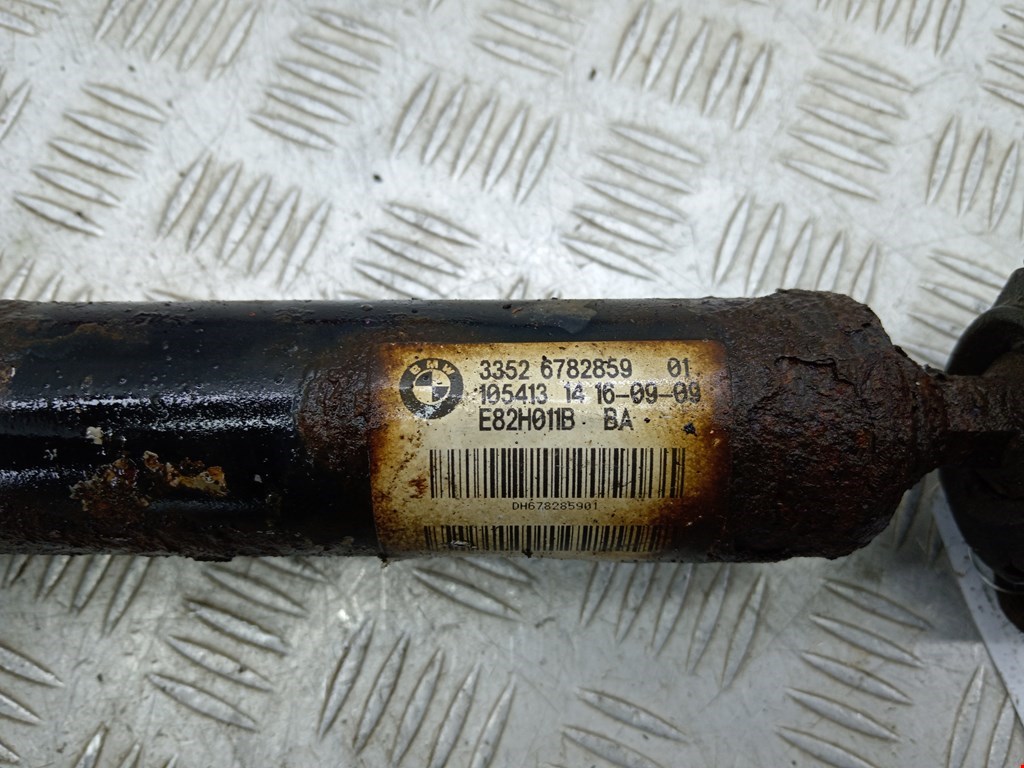 BMW
3352 6782859 01
105413 14 16-09-09
E82H011B BA
DH678285901